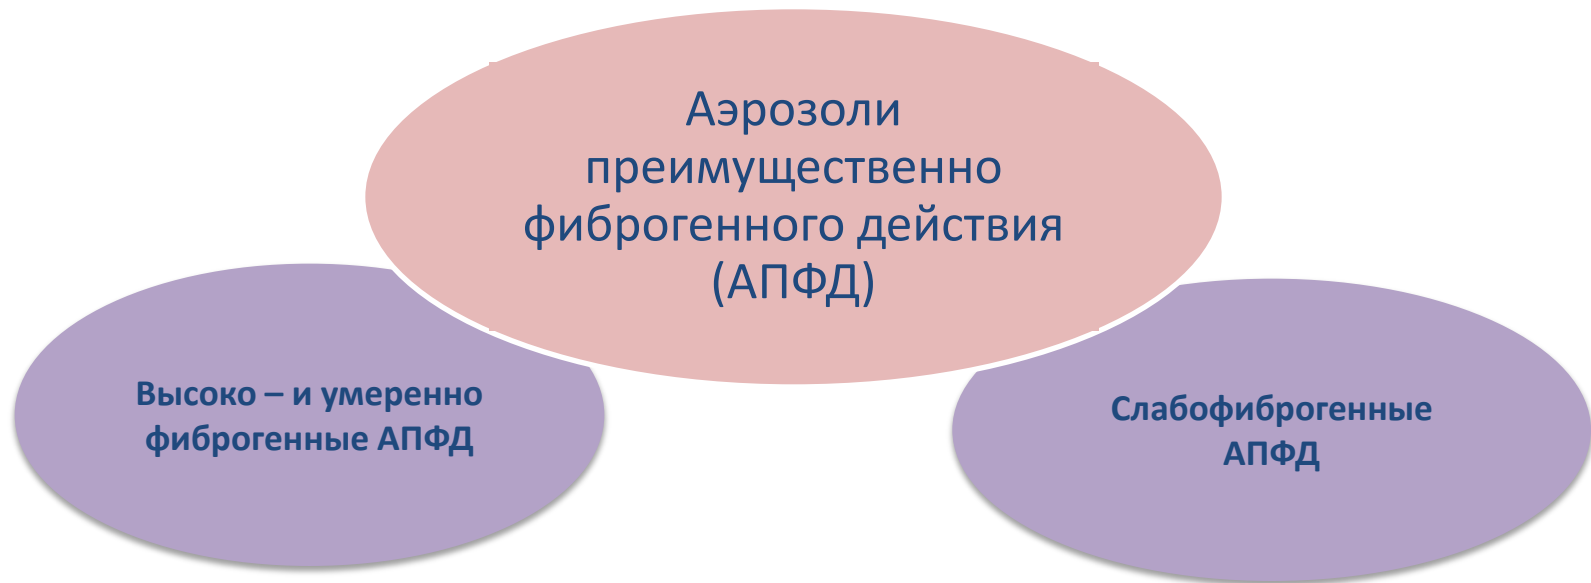 Аэрозоли
преимущественно
фиброгенного действия
(АПФД)
Высоко – и умеренно
фиброгенные АПФД
Слабофиброгенные
АПФД